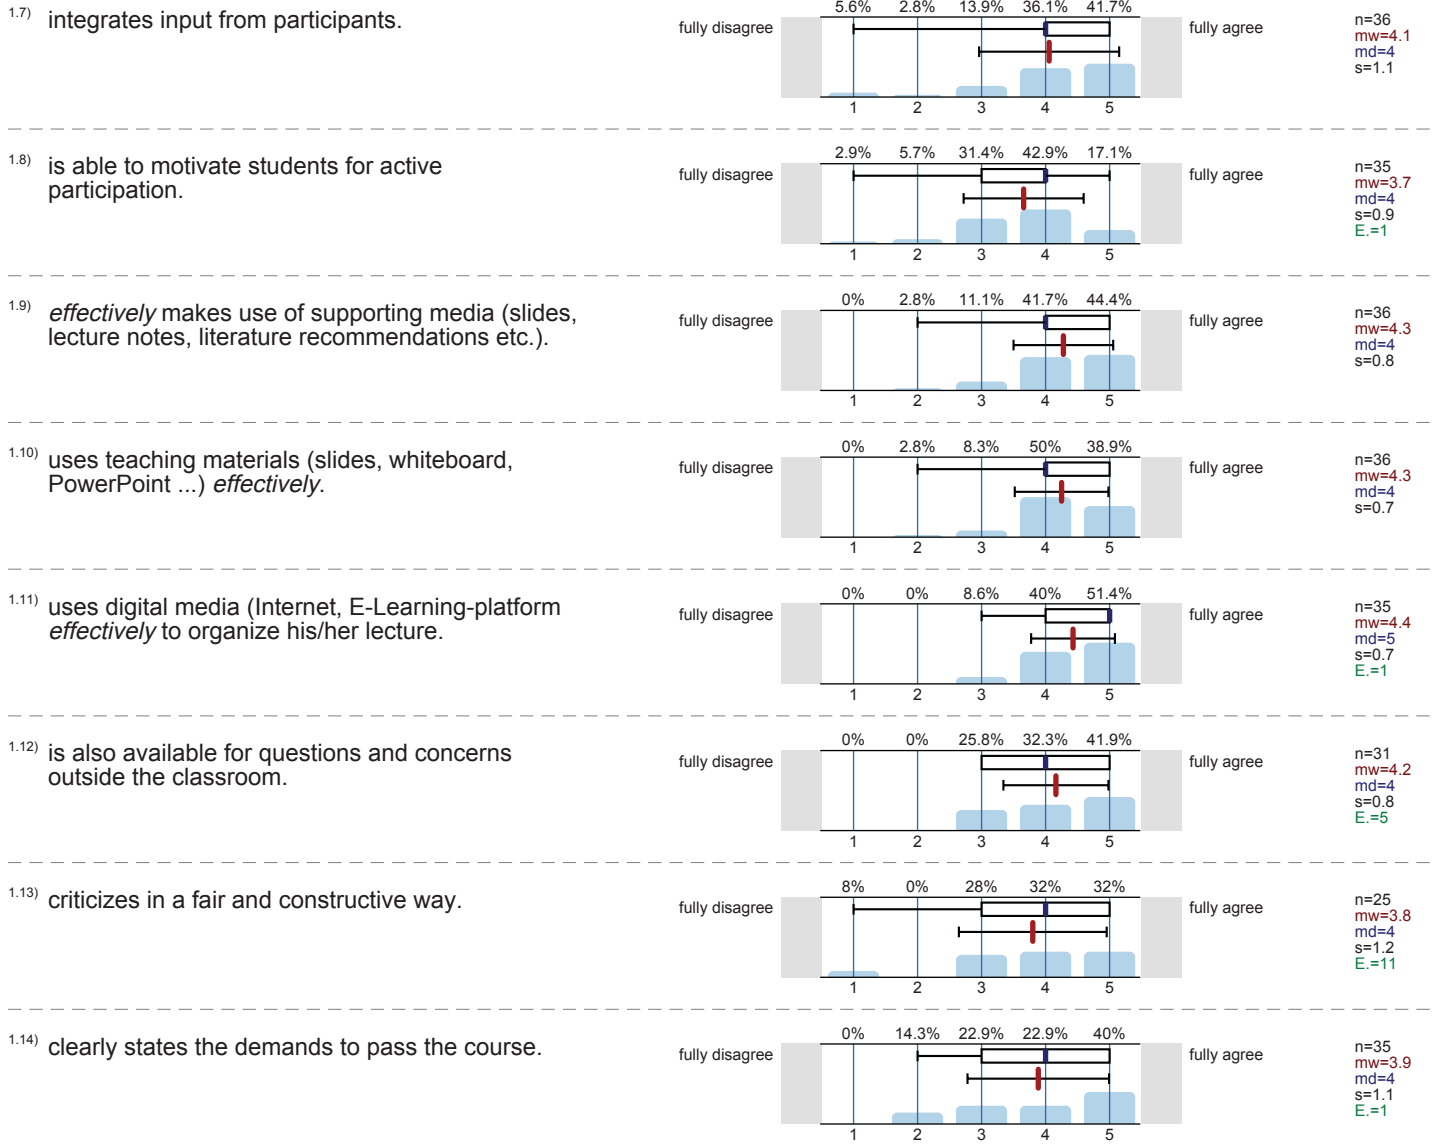 1.7) integrates input from participants.
fully disagree
5.6% 2.8% 13.9% 36.1% 41.7%
1 2 3 4 5
fully agree
n=36
mw=4.1
md=4
s=1.1
1.8) is able to motivate students for active
participation.
fully disagree
2.9% 5.7% 31.4% 42.9% 17.1%
1 2 3 4 5
fully agree
n=35
mw=3.7
md=4
s=0.9
E.=1
1.9) effectively makes use of supporting media (slides,
lecture notes, literature recommendations etc.).
fully disagree
0% 2.8% 11.1% 41.7% 44.4%
1 2 3 4 5
fully agree
n=36
mw=4.3
md=4
s=0.8
1.10) uses teaching materials (slides, whiteboard,
PowerPoint ...) effectively.
fully disagree
0% 2.8% 8.3% 50% 38.9%
1 2 3 4 5
fully agree
n=36
mw=4.3
md=4
s=0.7
1.11) uses digital media (Internet, E-Learning-platform
effectively to organize his/her lecture.
fully disagree
0% 0% 8.6% 40% 51.4%
1 2 3 4 5
fully agree
n=35
mw=4.4
md=5
s=0.7
E.=1
1.12) is also available for questions and concerns
outside the classroom.
fully disagree
0% 0% 25.8% 32.3% 41.9%
1 2 3 4 5
fully agree
n=31
mw=4.2
md=4
s=0.8
E.=5
1.13) criticizes in a fair and constructive way.
fully disagree
8% 0% 28% 32% 32%
1 2 3 4 5
fully agree
n=25
mw=3.8
md=4
s=1.2
E.=11
1.14) clearly states the demands to pass the course.
fully disagree
0% 14.3% 22.9% 22.9% 40%
1 2 3 4 5
fully agree
n=35
mw=3.9
md=4
s=1.1
E.=1